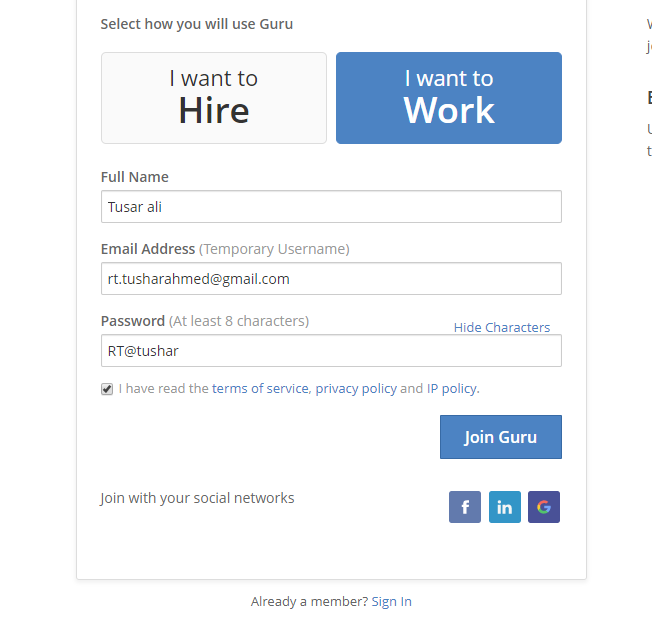 Select how you will use Guru
I want to
Hire
I want to
Work
Full Name
Tusar ali
Email Address (Temporary Username)
rt.tusharahmed@gmail.com
Password (At least 8 characters)
Hide Characters
RT@tushar
I have read the terms of service, privacy policy and IP policy.
Join Guru
Join with your social networks
f
in
G
Already a member? Sign In